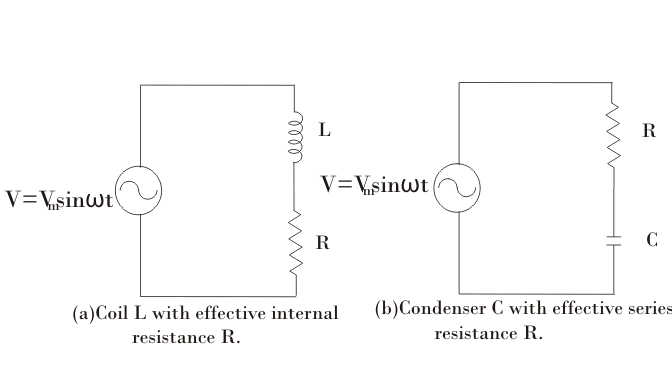 L
R
V=Vmsinωt
R
C
V=Vmsinωt
(a)Coil L with effective internal
resistance R.
(b)Condenser C with effective series
resistance R.